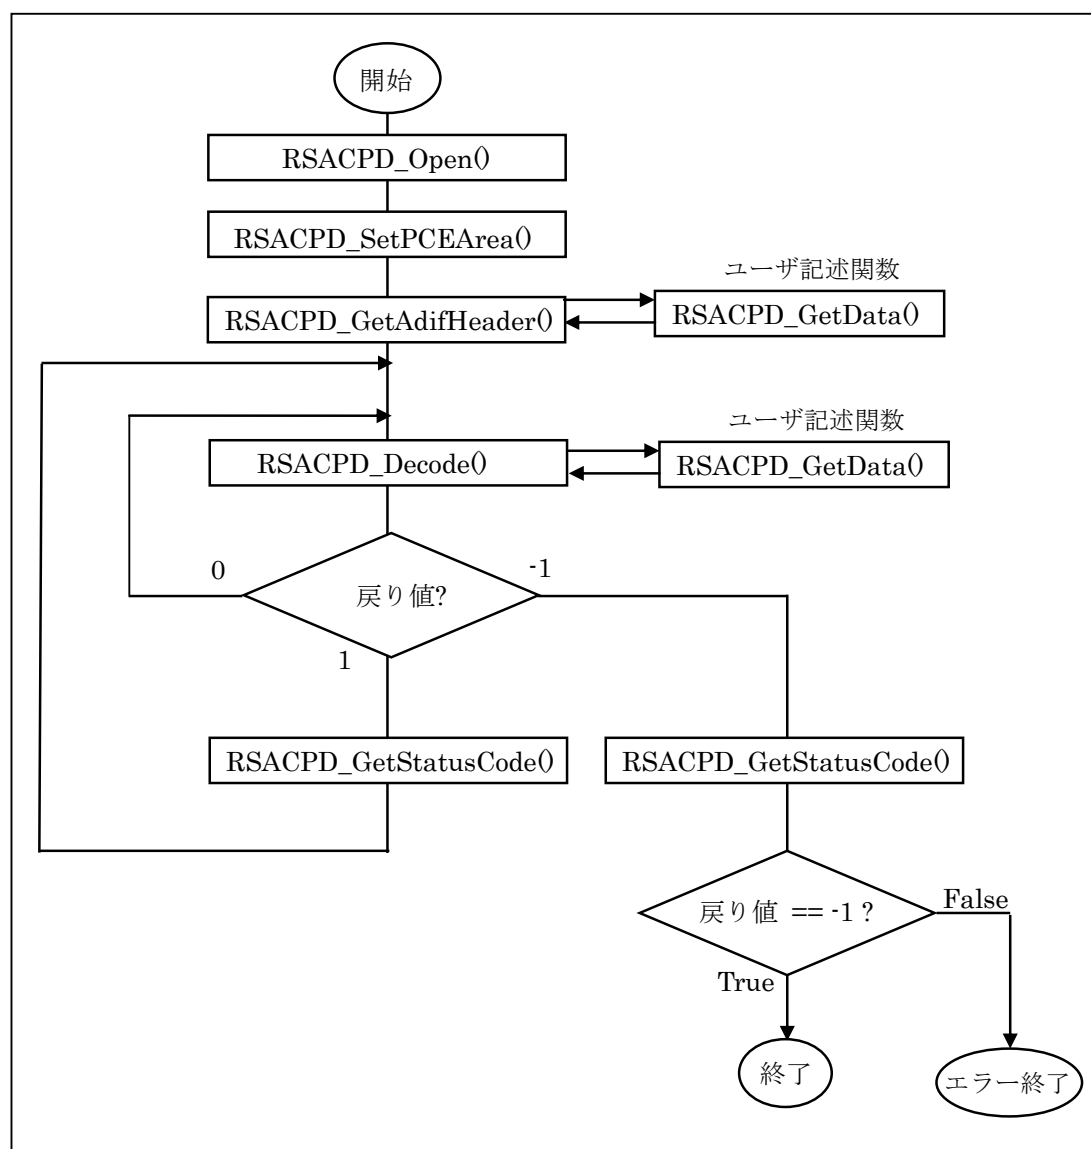 開始
RSACPD_Open()
RSACPD_SetPCEArea()
ユーザ記述関数
RSACPD_GetAdifHeader()
RSACPD_GetData()
ユーザ記述関数
RSACPD_Decode()
RSACPD_GetData()
0
-1
戻り値?
1
RSACPD_GetStatusCode()
RSACPD_GetStatusCode()
戻り値 == -1 ?
False
True
終了
エラー終了